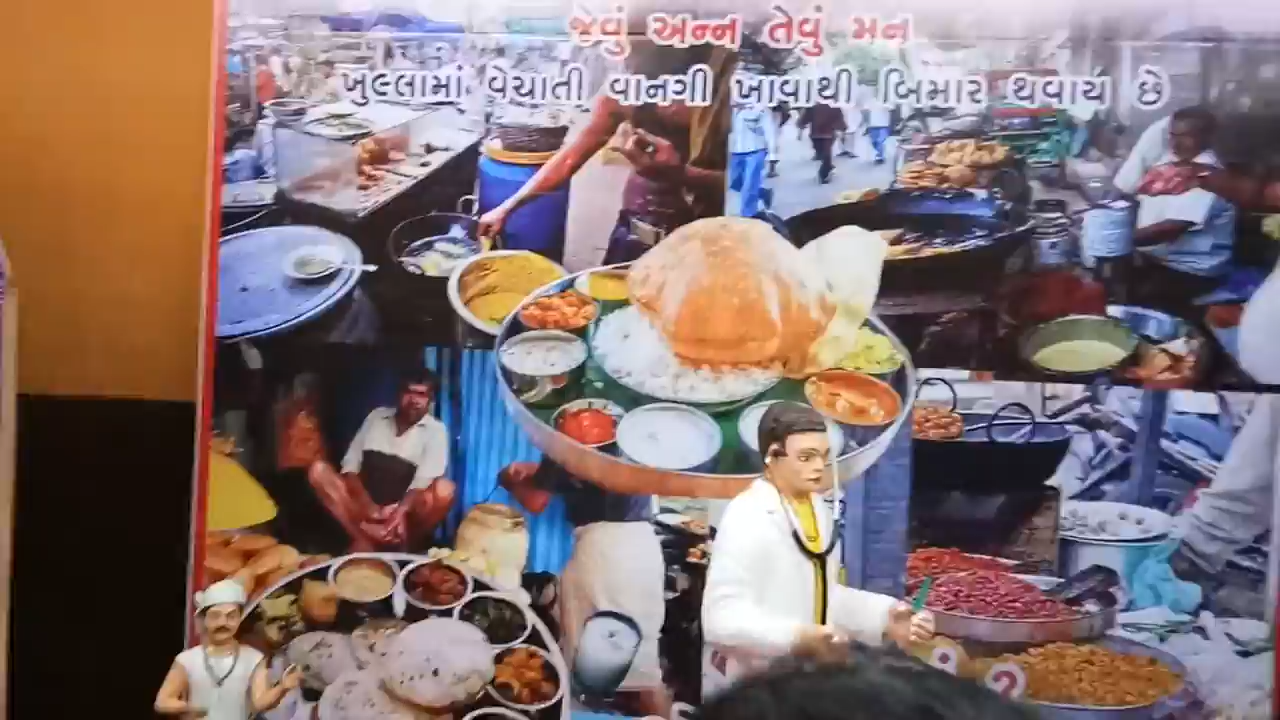 જેવું અન્ન તેવું મન
ખુલ્લામાં વેચાતી વાનગી ખાવાથી બિમાર થવાય છે